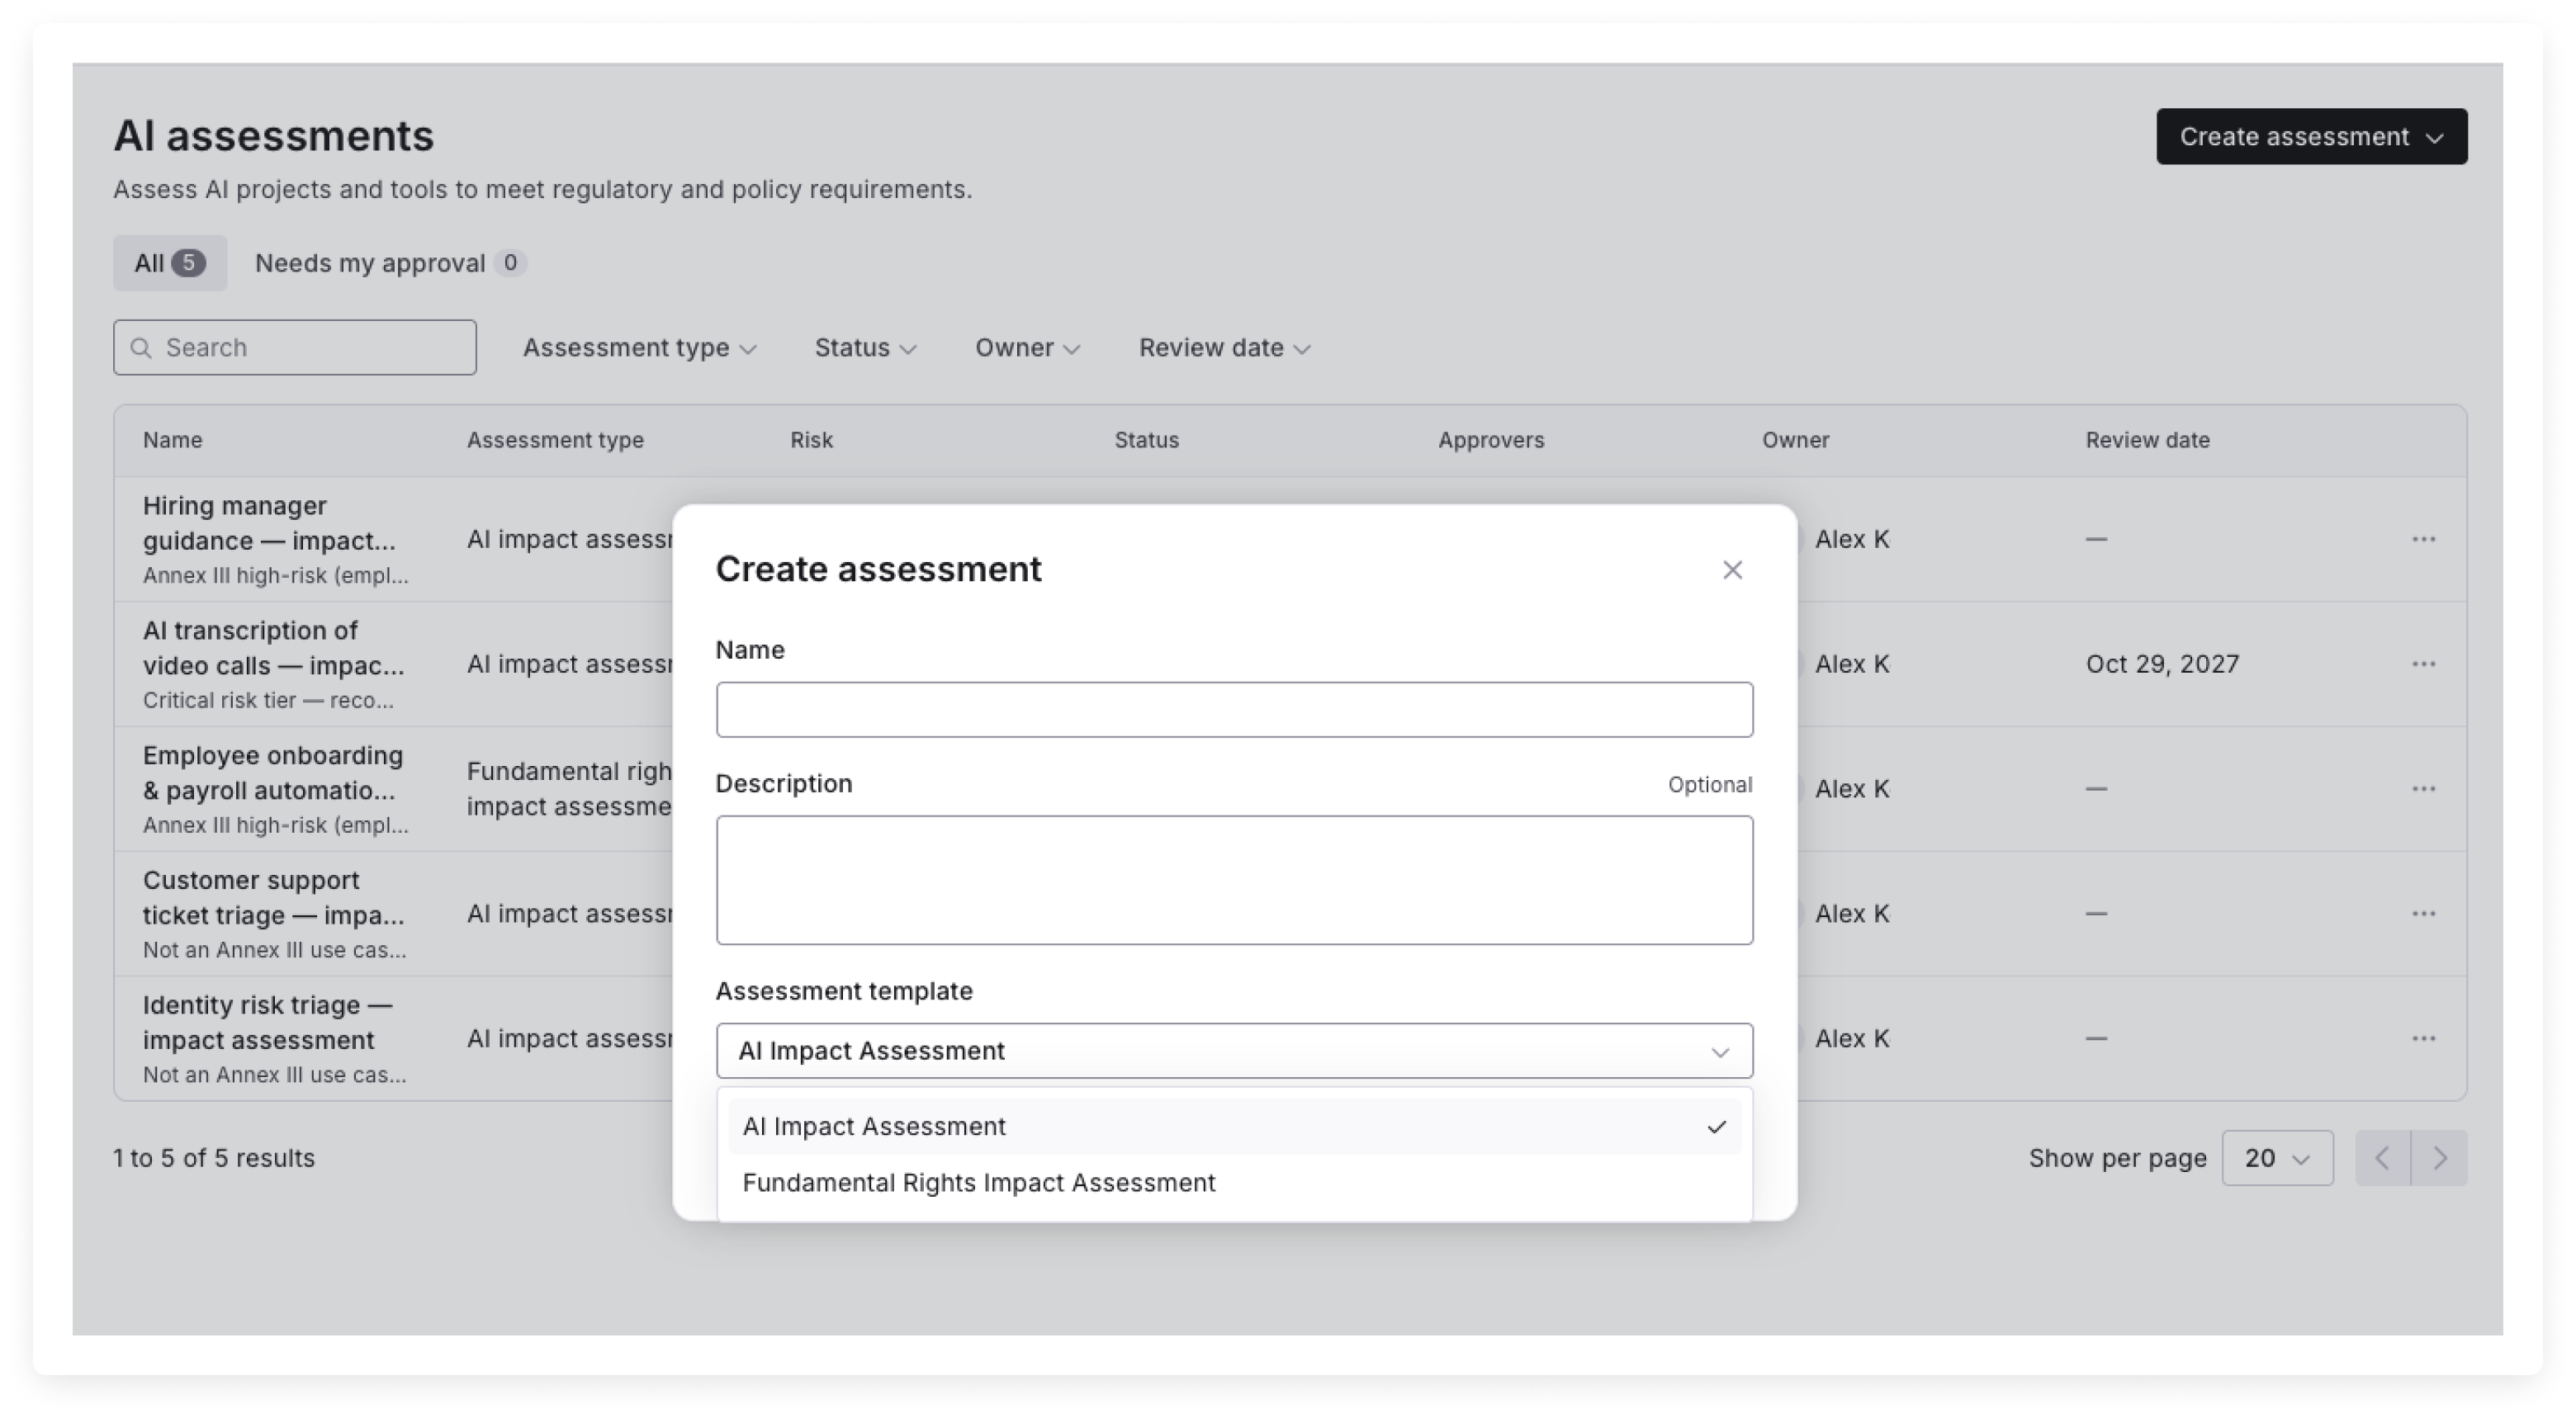 AI assessments
Create assessment
Assess AI projects and tools to meet regulatory and policy requirements.
All 5 Needs my approval 0
Search Assessment type Status Owner Review date
Name Assessment type Risk Status Approvers Owner Review date
Hiring manager
guidance — impact...
Annex III high-risk (empl...
AI impact assessr
Alex K
—
AI transcription of
video calls — impac...
Critical risk tier — reco...
AI impact assessr
Alex K
Oct 29, 2027
Employee onboarding
& payroll automatio...
Annex III high-risk (empl...
Fundamental righ
impact assessme
Alex K
—
Customer support
ticket triage — impa...
Not an Annex III use cas...
AI impact assessr
Alex K
—
Identity risk triage —
impact assessment
Not an Annex III use cas...
AI impact assessr
Alex K
—
Create assessment
Name
Description Optional
Assessment template
AI Impact Assessment
AI Impact Assessment
Fundamental Rights Impact Assessment
1 to 5 of 5 results
Show per page 20